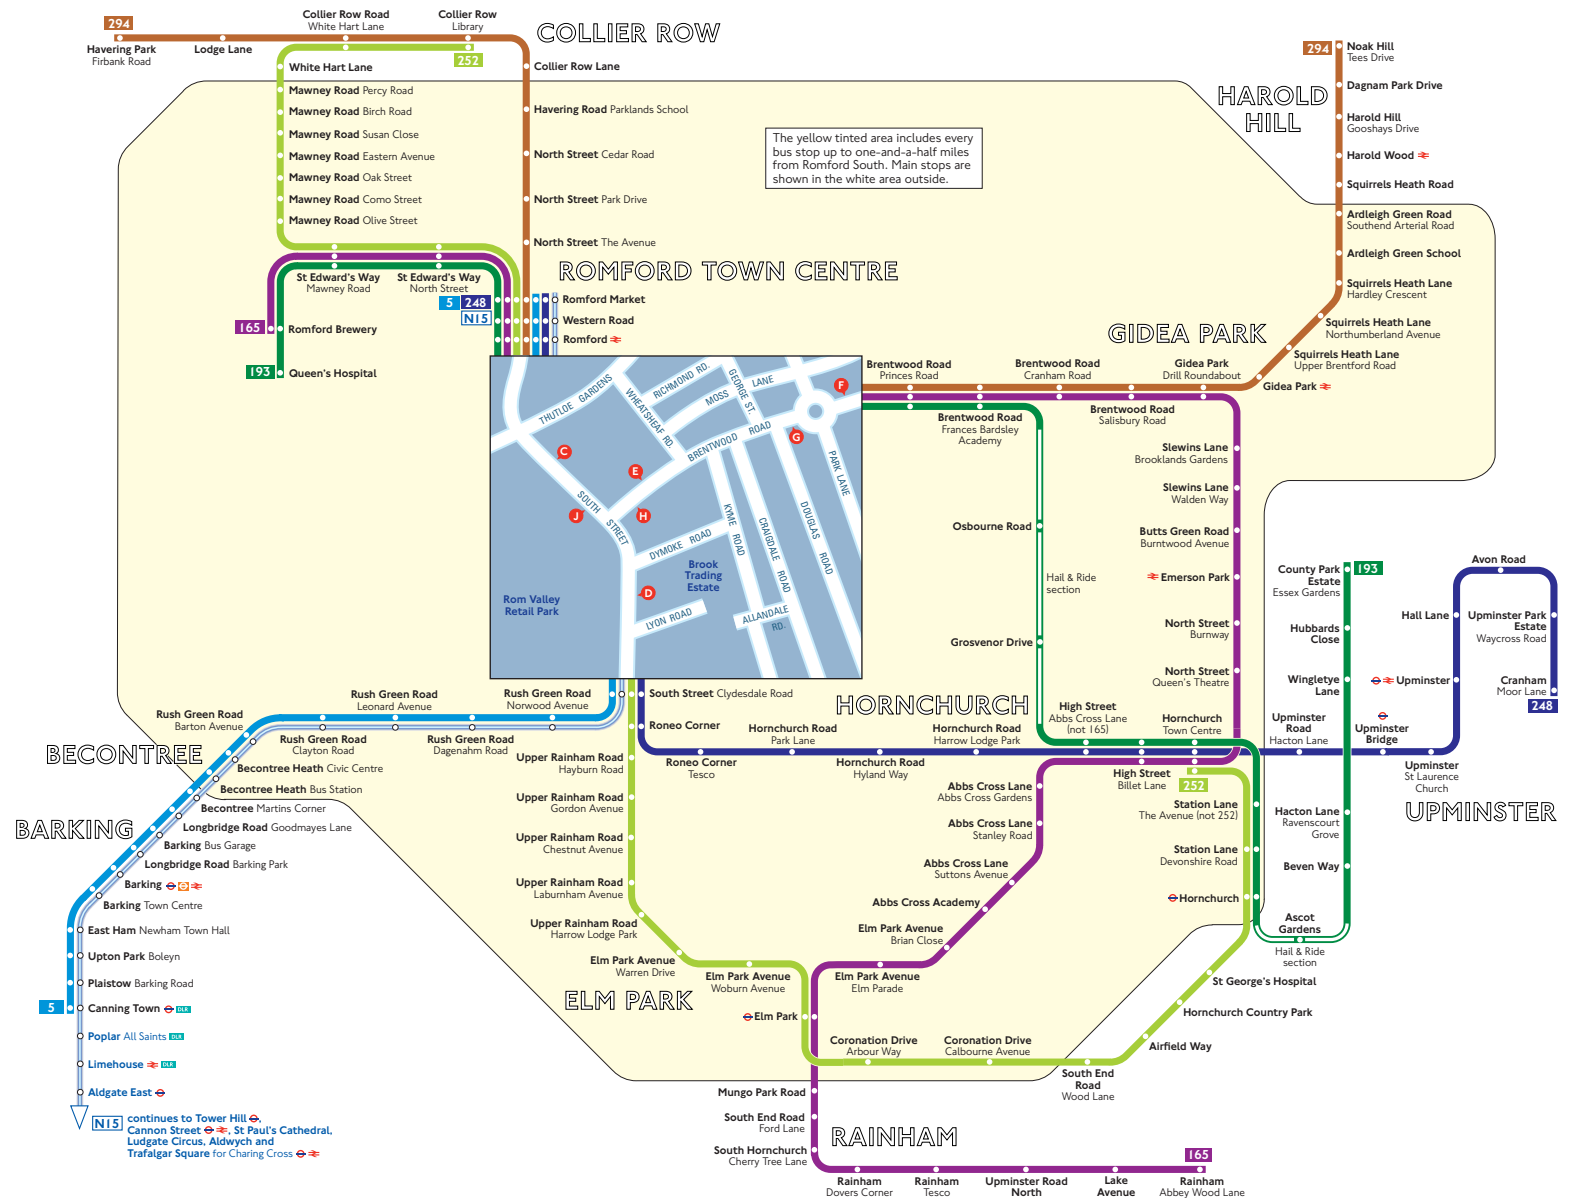 294
Havering Park
Firbank Road
Lodge Lane
Collier Row Road
White Hart Lane
Collier Row
Library
252
COLLIER ROW
White Hart Lane
Mawney Road Percy Road
Mawney Road Birch Road
Mawney Road Susan Close
Mawney Road Eastern Avenue
Mawney Road Oak Street
Mawney Road Como Street
Mawney Road Olive Street
Collier Row Lane
Havering Road Parklands School
North Street Cedar Road
North Street Park Drive
North Street The Avenue
The yellow tinted area includes every
bus stop up to one-and-a-half miles
from Romford South. Main stops are
shown in the white area outside.
294
Noak Hill
Tees Drive
Dagnam Park Drive
HAROLD
HILL
Harold Hill
Gooshays Drive
Harold Wood
Squirrels Heath Road
Ardleigh Green Road
Southend Arterial Road
Ardleigh Green School
Squirrels Heath Lane
Hardley Crescent
Squirrels Heath Lane
Northumberland Avenue
Squirrels Heath Lane
Upper Brentford Road
GIDEA PARK
Gidea Park
St Edward's Way
Mawney Road
St Edward's Way
North Street
ROMFORD TOWN CENTRE
5
248
N15
Romford Market
Western Road
Romford
165
Romford Brewery
193
Queen's Hospital
THUTLOE GARDENS
WHEATSHEAF RD.
RICHMOND RD.
MOSS LANE
GEORGE ST.
BRENTWOOD ROAD
PARK LANE
SOUTH STREET
KYME ROAD
CRAIGDALE ROAD
DOUGLAS ROAD
DYMOKE ROAD
LYON ROAD
ALLANDALE
RD.
C
E
F
G
H
J
D
Brook
Trading
Estate
Rom Valley
Retail Park
Brentwood Road
Princes Road
Brentwood Road
Cranham Road
Gidea Park
Drill Roundabout
Brentwood Road
Frances Bardsley
Academy
Brentwood Road
Salisbury Road
Slewins Lane
Brooklands Gardens
Slewins Lane
Walden Way
Butts Green Road
Burntwood Avenue
Emerson Park
North Street
Burnway
North Street
Queen's Theatre
Osbourne Road
Hail & Ride
section
Grosvenor Drive
HORNCHURCH
High Street
Abbs Cross Lane
(not 165)
Hornchurch
Town Centre
County Park
Estate
Essex Gardens
193
Hubbards
Close
Wingletye
Lane
Upminster
Road
Hacton Lane
Upminster
Bridge
Upminster
Hall Lane
Avon Road
Upminster Park
Estate
Waycross Road
Cranham
Moor Lane
248
Upminster
St Laurence
Church
UPMINSTER
South Street Clydesdale Road
Roneo Corner
Roneo Corner
Tesco
Hornchurch Road
Park Lane
Hornchurch Road
Hyland Way
Hornchurch Road
Harrow Lodge Park
Rush Green Road
Norwood Avenue
Rush Green Road
Leonard Avenue
Rush Green Road
Barton Avenue
Rush Green Road
Clayton Road
Rush Green Road
Dagenahm Road
BECONTREE
Becontree Heath Civic Centre
Becontree Heath Bus Station
Becontree Martins Corner
BARKING
Longbridge Road Goodmayes Lane
Barking Bus Garage
Longbridge Road Barking Park
Barking
Barking Town Centre
East Ham Newham Town Hall
Upton Park Boleyn
Plaistow Barking Road
5
Canning Town DLR
Poplar All Saints DLR
Limehouse DLR
Aldgate East
N15
continues to Tower Hill,
Cannon Street, St Paul's Cathedral,
Ludgate Circus, Aldwych and
Trafalgar Square for Charing Cross
Upper Rainham Road
Hayburn Road
Upper Rainham Road
Gordon Avenue
Upper Rainham Road
Chestnut Avenue
Upper Rainham Road
Laburnham Avenue
Upper Rainham Road
Harrow Lodge Park
Elm Park Avenue
Warren Drive
Elm Park Avenue
Woburn Avenue
ELM PARK
Elm Park
High Street
Billet Lane
252
Abbs Cross Lane
Abbs Cross Gardens
Abbs Cross Lane
Stanley Road
Abbs Cross Lane
Suttons Avenue
Abbs Cross Academy
Elm Park Avenue
Brian Close
Elm Park Avenue
Elm Parade
Station Lane
The Avenue (not 252)
Station Lane
Devonshire Road
Hornchurch
Hacton Lane
Ravenscourt
Grove
Beven Way
Ascot
Gardens
Hail & Ride
section
St George's Hospital
Hornchurch Country Park
Airfield Way
South End
Road
Wood Lane
Coronation Drive
Arbour Way
Coronation Drive
Calbourne Avenue
Mungo Park Road
South End Road
Ford Lane
South Hornchurch
Cherry Tree Lane
RAINHAM
165
Rainham
Dovers Corner
Rainham
Tesco
Upminster Road
North
Lake
Avenue
Rainham
Abbey Wood Lane